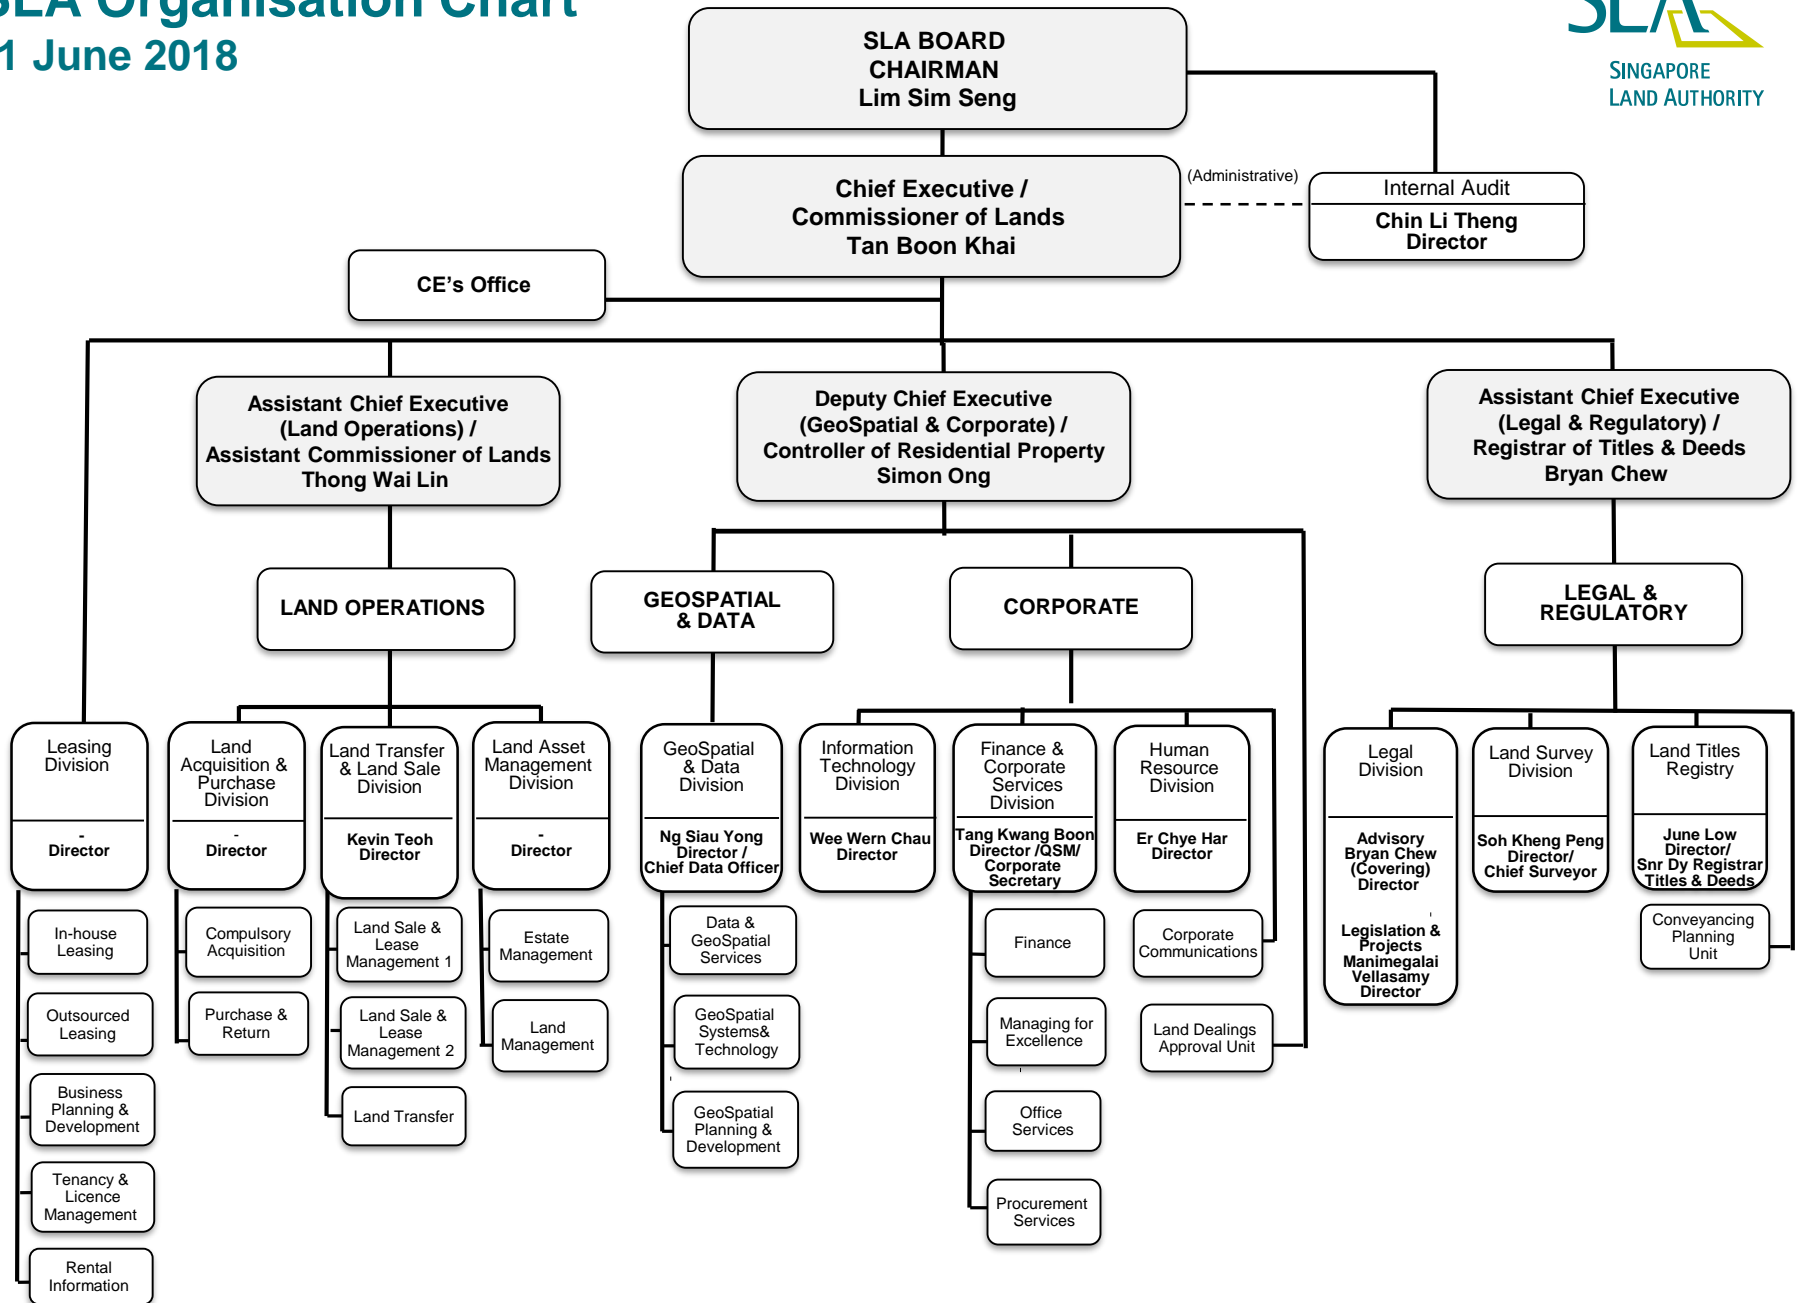 SLA Organisation Chart
1 June 2018
SLA
SINGAPORE
LAND AUTHORITY
SLA BOARD
CHAIRMAN
Lim Sim Seng
Chief Executive /
Commissioner of Lands
Tan Boon Khai
(Administrative)
Internal Audit
Chin Li Theng
Director
CE's Office
Assistant Chief Executive
(Land Operations) /
Assistant Commissioner of Lands
Thong Wai Lin
Deputy Chief Executive
(GeoSpatial & Corporate) /
Controller of Residential Property
Simon Ong
Assistant Chief Executive
(Legal & Regulatory) /
Registrar of Titles & Deeds
Bryan Chew
LAND OPERATIONS
GEOSPATIAL
& DATA
CORPORATE
LEGAL &
REGULATORY
Leasing
Division
-
Director
Land
Acquisition &
Purchase
Division
-
Director
Land Transfer
& Land Sale
Division
Kevin Teoh
Director
Land Asset
Management
Division
-
Director
GeoSpatial
& Data
Division
Ng Siau Yong
Director /
Chief Data Officer
Information
Technology
Division
Wee Wern Chau
Director
Finance &
Corporate
Services
Division
Tang Kwang Boon
Director /QSM/
Corporate
Secretary
Human
Resource
Division
Er Chye Har
Director
Legal
Division
Advisory
Bryan Chew
(Covering)
Director
Legislation &
Projects
Manimegalai
Vellasamy
Director
Land Survey
Division
Soh Kheng Peng
Director/
Chief Surveyor
Land Titles
Registry
June Low
Director/
Snr Dy Registrar
Titles & Deeds
In-house
Leasing
Outsourced
Leasing
Business
Planning &
Development
Tenancy &
Licence
Management
Rental
Information
Compulsory
Acquisition
Purchase &
Return
Land Sale &
Lease
Management 1
Land Sale &
Lease
Management 2
Land Transfer
Estate
Management
Land
Management
Data &
GeoSpatial
Services
GeoSpatial
Systems&
Technology
GeoSpatial
Planning &
Development
Finance
Managing for
Excellence
Office
Services
Procurement
Services
Corporate
Communications
Land Dealings
Approval Unit
Conveyancing
Planning
Unit